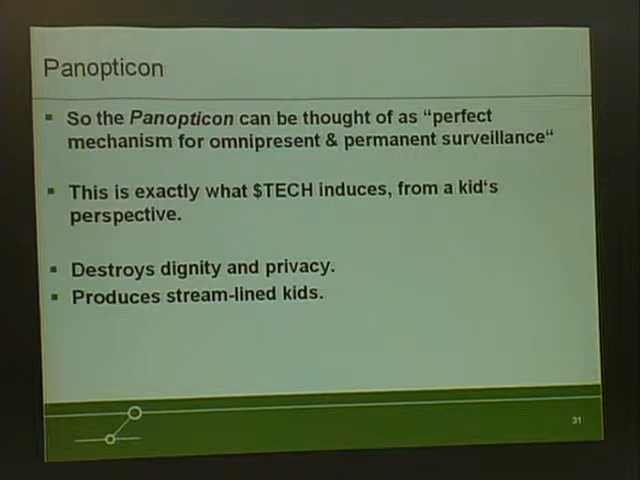 Panopticon
So the Panopticon can be thought of as “perfect
mechanism for omnipresent & permanent surveillance“
This is exactly what $TECH induces, from a kid‘s
perspective.
Destroys dignity and privacy.
Produces stream-lined kids.
31